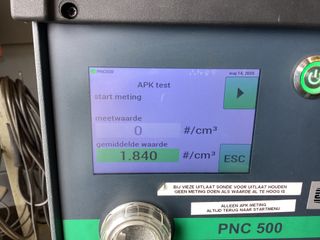 PNC500
APK test
start meting
meetwaarde
0 #/cm³
gemiddelde waarde
1.840 #/cm³ ESC
BIJ VIEZE UITLAAT SONDE VOOR UITLAAT HOUDEN
GEEN METING DOEN ALS WAARDE AL TE HOOG IS
ALLEEN APK METING
ALTIJD TERUG NAAR STARTMENU
PNC 500